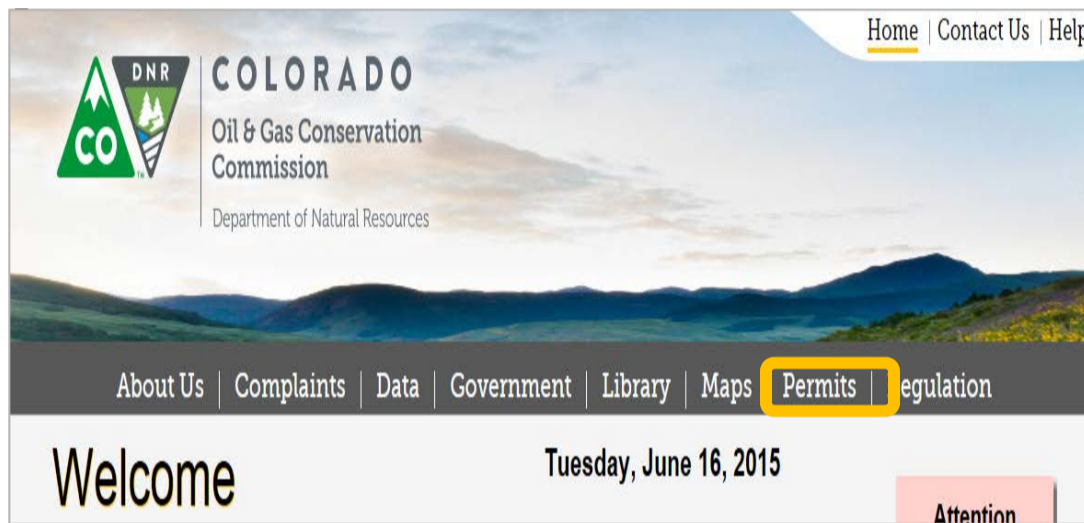 Home | Contact Us | Help
DNR
CO
TM
COLORADO
Oil & Gas Conservation
Commission
Department of Natural Resources
About Us | Complaints | Data | Government | Library | Maps | Permits | egulation
Welcome
Tuesday, June 16, 2015
Attention